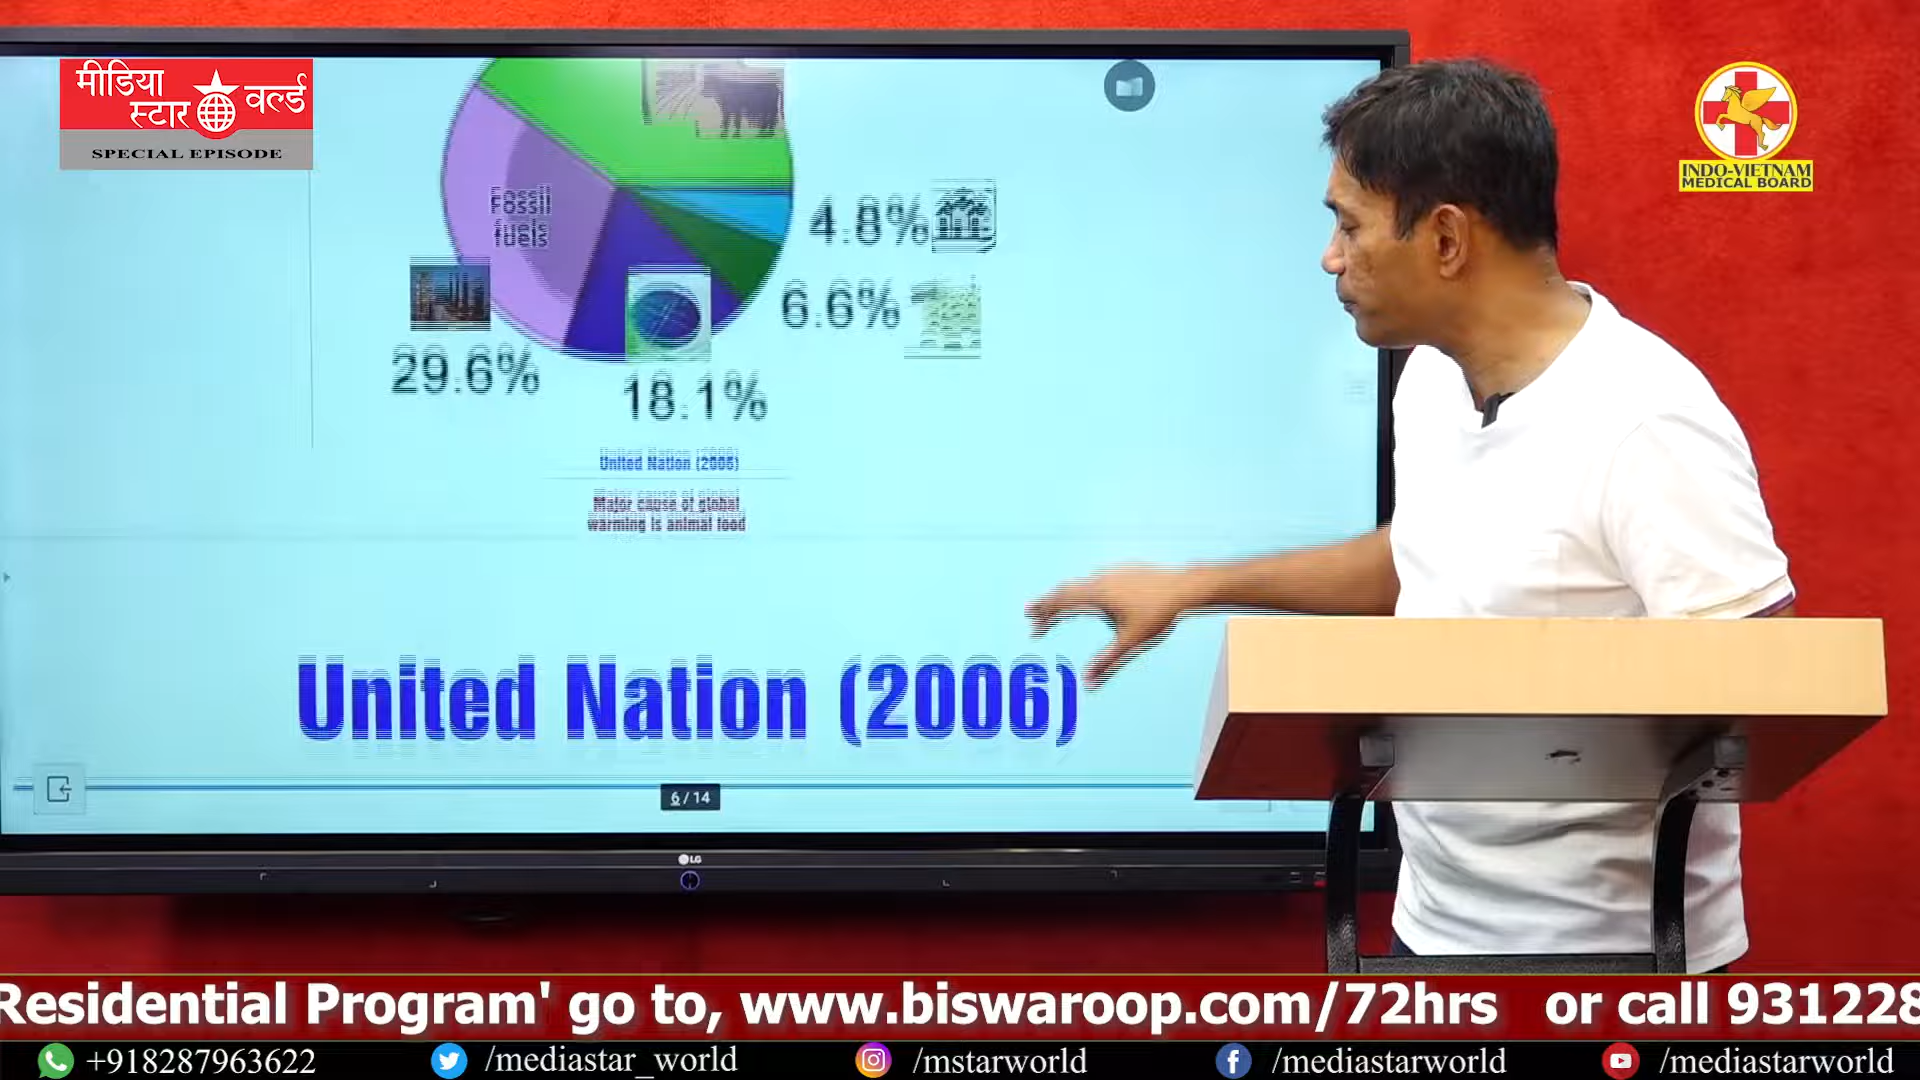 मीडिया
स्टार वर्ल्ड
SPECIAL EPISODE
INDO-VIETNAM
MEDICAL BOARD
Fossil
fuels
4.8%
6.6%
29.6%
18.1%
United Nation (2006)
Major cause of global
warming is animal food
United Nation (2006)
6 / 14
LG
Residential Program' go to, www.biswaroop.com/72hrs or call 931228
+918287963622 /mediastar_world /mstarworld /mediastarworld /mediastarworld